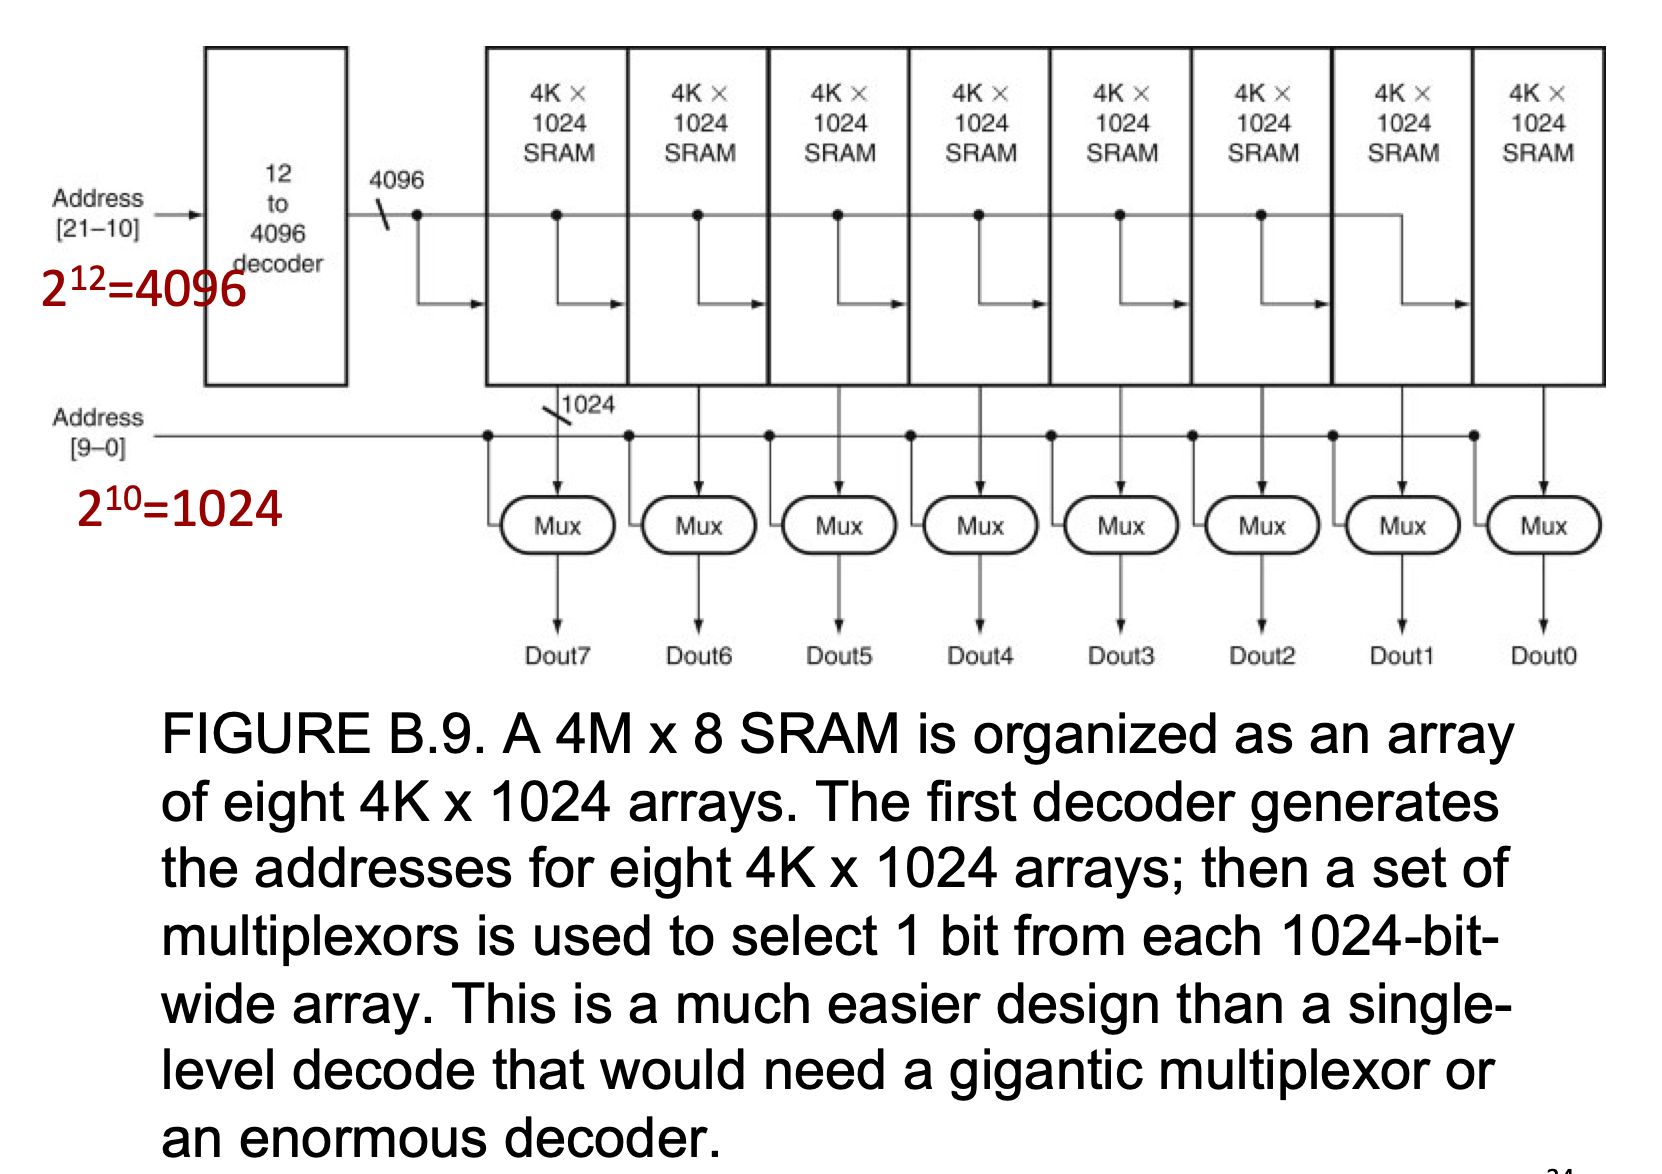 4K × 1024 SRAM
4K × 1024 SRAM
4K × 1024 SRAM
4K × 1024 SRAM
4K × 1024 SRAM
4K × 1024 SRAM
4K × 1024 SRAM
4K × 1024 SRAM
12
to
4096
decoder
4096
Address
[21–10]
2¹²=4096
1024
Address
[9–0]
2¹⁰=1024
Mux Mux Mux Mux Mux Mux Mux Mux
Dout7 Dout6 Dout5 Dout4 Dout3 Dout2 Dout1 Dout0
FIGURE B.9. A 4M x 8 SRAM is organized as an array
of eight 4K x 1024 arrays. The first decoder generates
the addresses for eight 4K x 1024 arrays; then a set of
multiplexors is used to select 1 bit from each 1024-bit-
wide array. This is a much easier design than a single-
level decode that would need a gigantic multiplexor or
an enormous decoder.